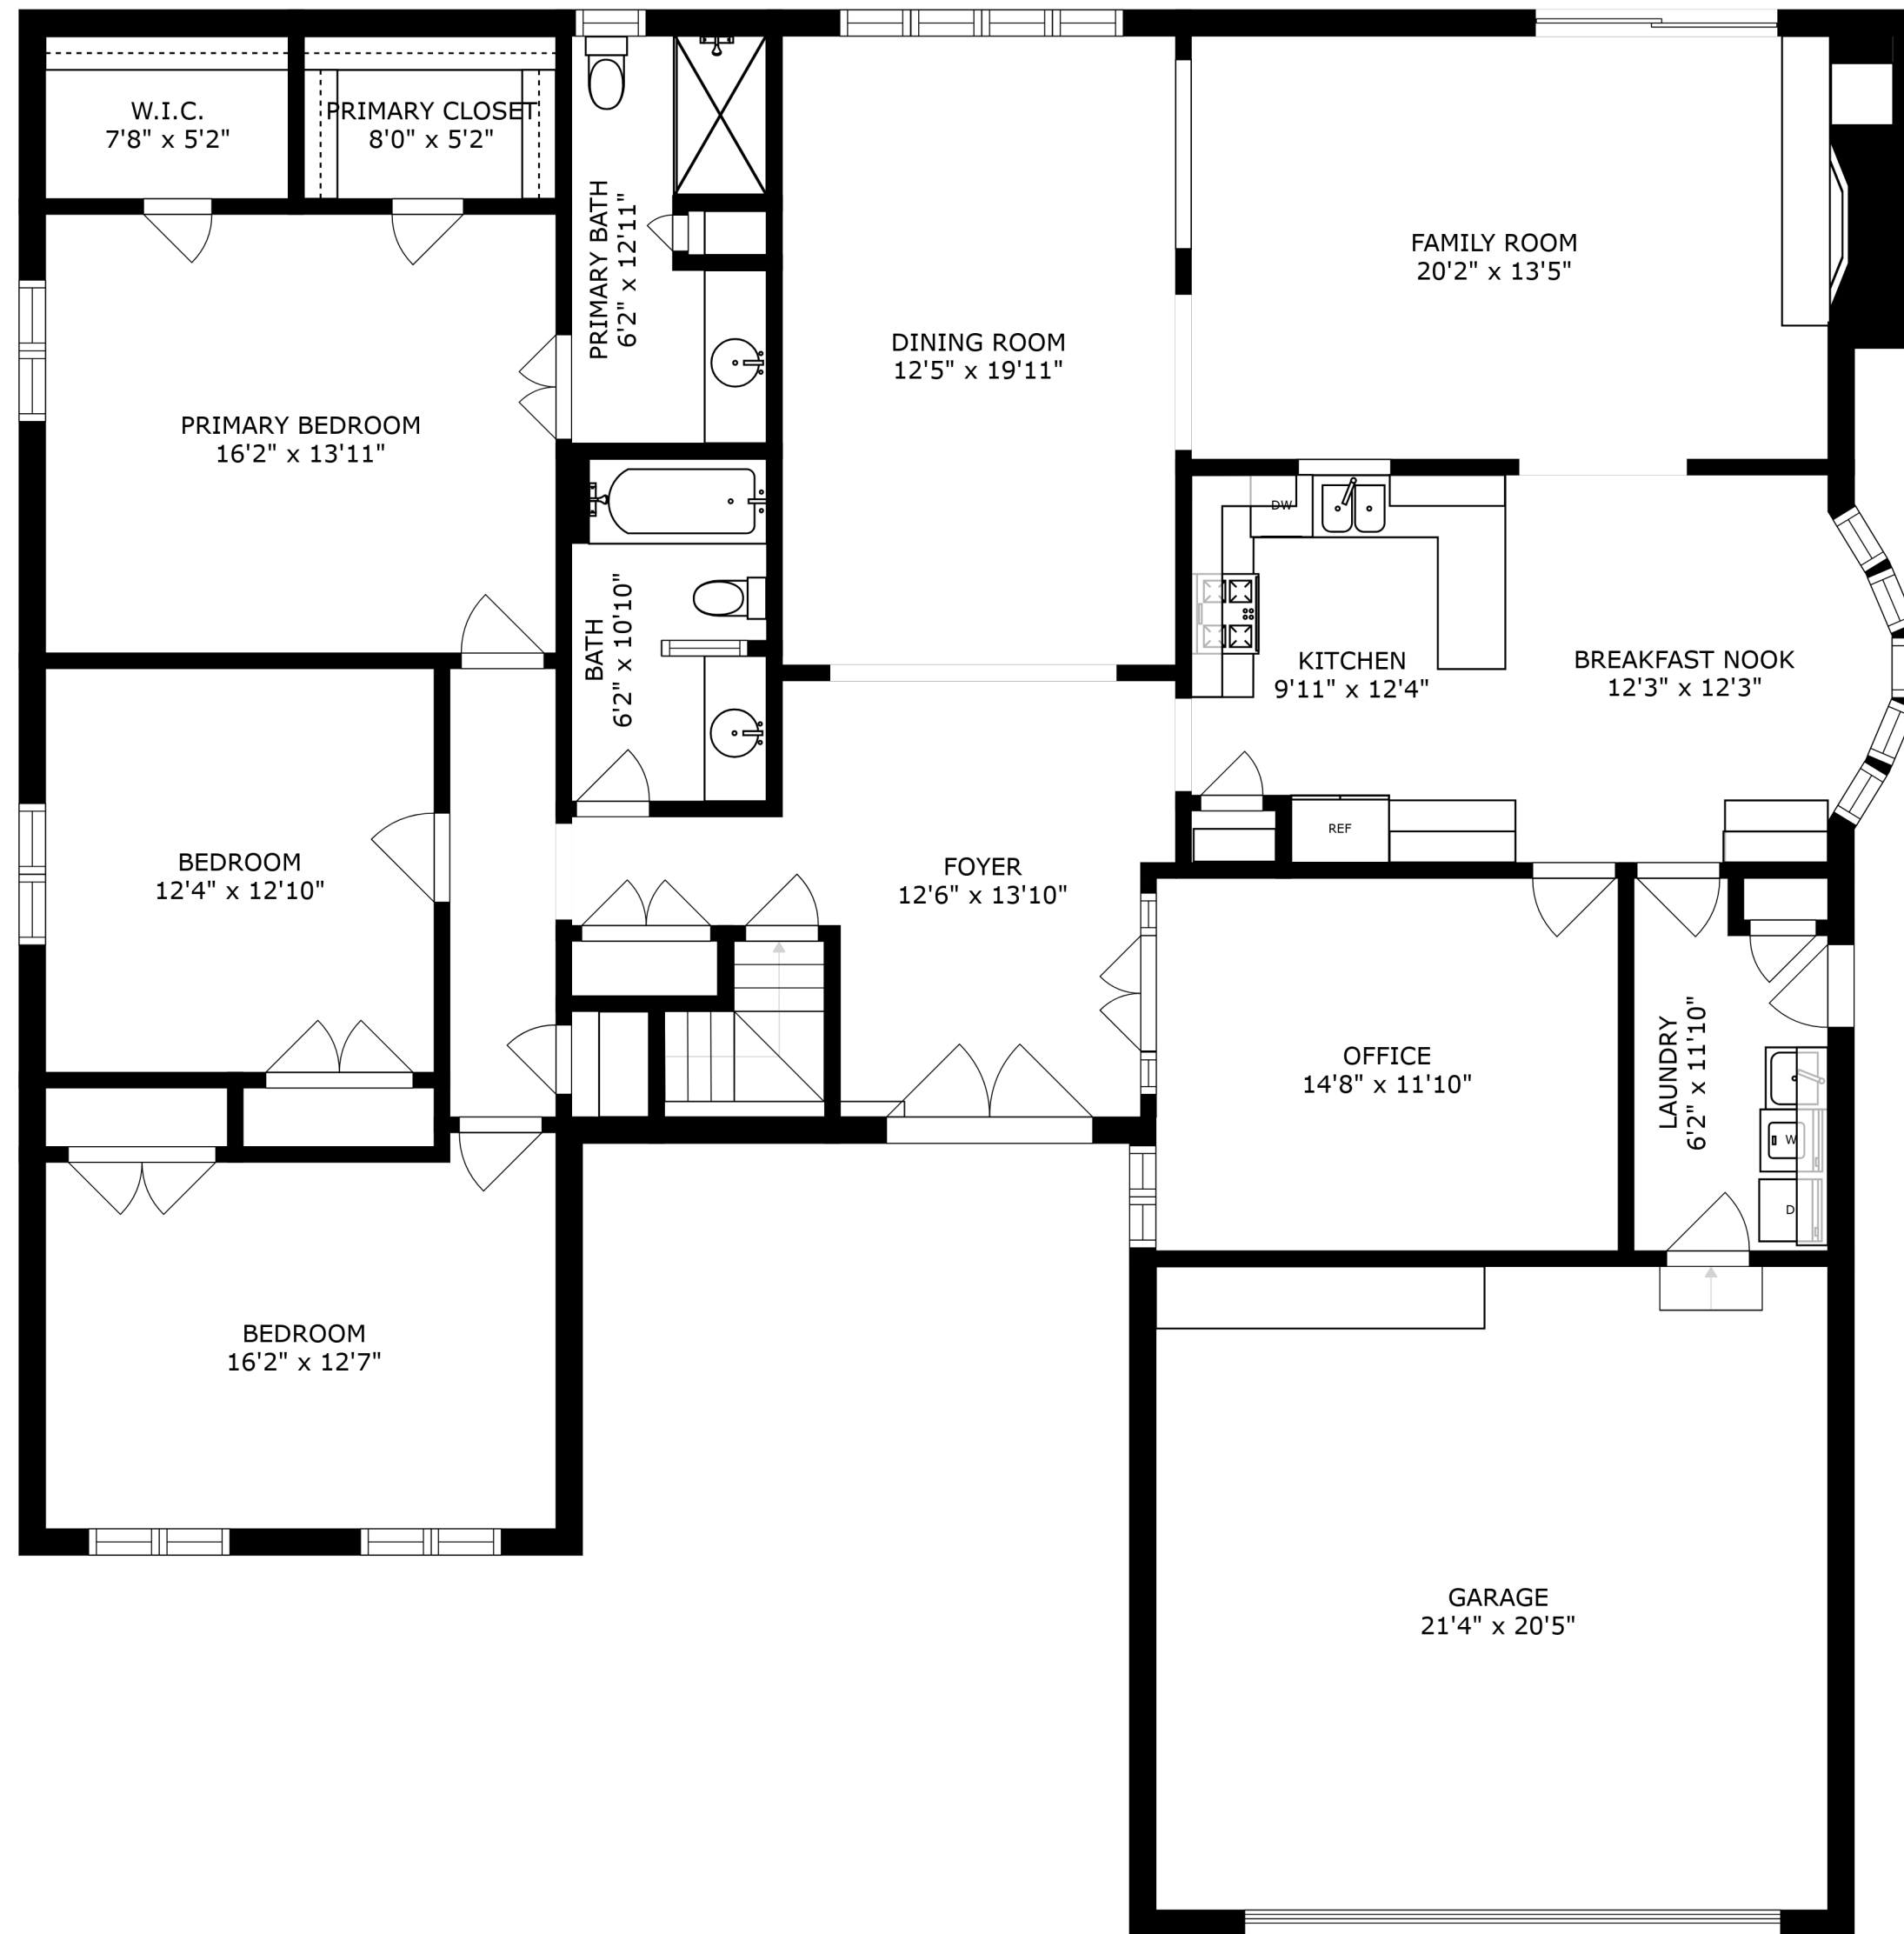 W.I.C.
7'8" x 5'2"
PRIMARY CLOSET
8'0" x 5'2"
PRIMARY BATH
6'2" x 12'11"
FAMILY ROOM
20'2" x 13'5"
DINING ROOM
12'5" x 19'11"
PRIMARY BEDROOM
16'2" x 13'11"
DW
BATH
6'2" x 10'10"
KITCHEN
9'11" x 12'4"
BREAKFAST NOOK
12'3" x 12'3"
REF
BEDROOM
12'4" x 12'10"
FOYER
12'6" x 13'10"
OFFICE
14'8" x 11'10"
LAUNDRY
6'2" x 11'10"
W
D
BEDROOM
16'2" x 12'7"
GARAGE
21'4" x 20'5"